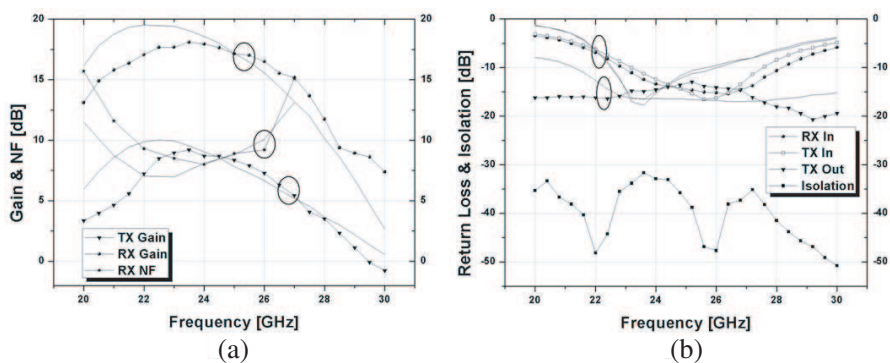 20
15
10
5
0
Gain & NF [dB]
20
15
10
5
0
TX Gain
RX Gain
RX NF
20 22 24 26 28 30
Frequency [GHz]
(a)
0
-10
-20
-30
-40
-50
Return Loss & Isolation [dB]
0
-10
-20
-30
-40
-50
RX In
TX In
TX Out
Isolation
20 22 24 26 28 30
Frequency [GHz]
(b)